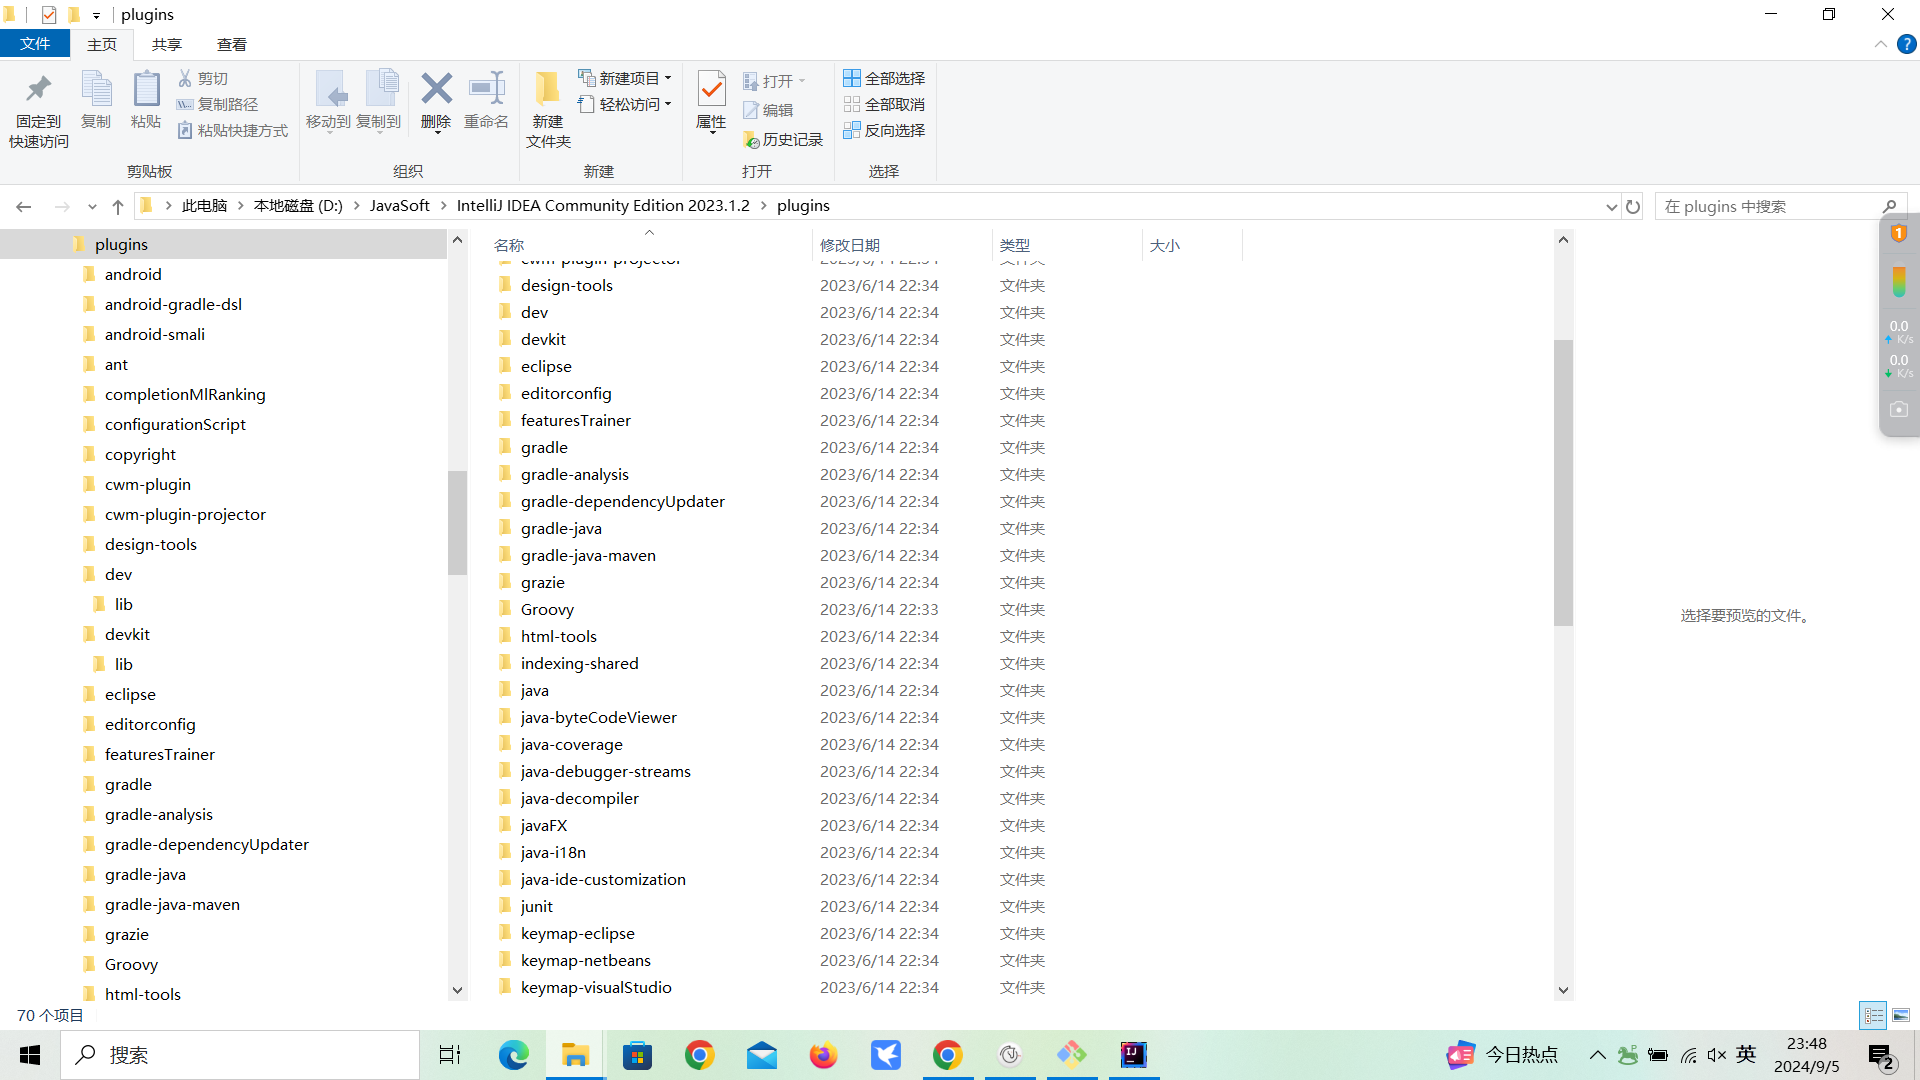 plugins
文件
主页
共享
查看
固定到
快速访问
复制
粘贴
剪切
复制路径
粘贴快捷方式
剪贴板
移动到
复制到
删除
重命名
组织
新建
文件夹
新建项目
轻松访问
新建
属性
打开
编辑
历史记录
打开
全部选择
全部取消
反向选择
选择
此电脑
本地磁盘 (D:)
JavaSoft
IntelliJ IDEA Community Edition 2023.1.2
plugins
在 plugins 中搜索
plugins
android
android-gradle-dsl
android-smali
ant
completionMlRanking
configurationScript
copyright
cwm-plugin
cwm-plugin-projector
design-tools
dev
lib
devkit
lib
eclipse
editorconfig
featuresTrainer
gradle
gradle-analysis
gradle-dependencyUpdater
gradle-java
gradle-java-maven
grazie
Groovy
html-tools
名称 修改日期 类型 大小
cwm-plugin-projector 2023/6/14 22:34 文件夹
design-tools 2023/6/14 22:34 文件夹
dev 2023/6/14 22:34 文件夹
devkit 2023/6/14 22:34 文件夹
eclipse 2023/6/14 22:34 文件夹
editorconfig 2023/6/14 22:34 文件夹
featuresTrainer 2023/6/14 22:34 文件夹
gradle 2023/6/14 22:34 文件夹
gradle-analysis 2023/6/14 22:34 文件夹
gradle-dependencyUpdater 2023/6/14 22:34 文件夹
gradle-java 2023/6/14 22:34 文件夹
gradle-java-maven 2023/6/14 22:34 文件夹
grazie 2023/6/14 22:34 文件夹
Groovy 2023/6/14 22:33 文件夹
html-tools 2023/6/14 22:34 文件夹
indexing-shared 2023/6/14 22:34 文件夹
java 2023/6/14 22:34 文件夹
java-byteCodeViewer 2023/6/14 22:34 文件夹
java-coverage 2023/6/14 22:34 文件夹
java-debugger-streams 2023/6/14 22:34 文件夹
java-decompiler 2023/6/14 22:34 文件夹
javaFX 2023/6/14 22:34 文件夹
java-i18n 2023/6/14 22:34 文件夹
java-ide-customization 2023/6/14 22:34 文件夹
junit 2023/6/14 22:34 文件夹
keymap-eclipse 2023/6/14 22:34 文件夹
keymap-netbeans 2023/6/14 22:34 文件夹
keymap-visualStudio 2023/6/14 22:34 文件夹
选择要预览的文件。
1
0.0
K/s
0.0
K/s
70 个项目
搜索
IJ
今日热点
英
23:48
2024/9/5
2